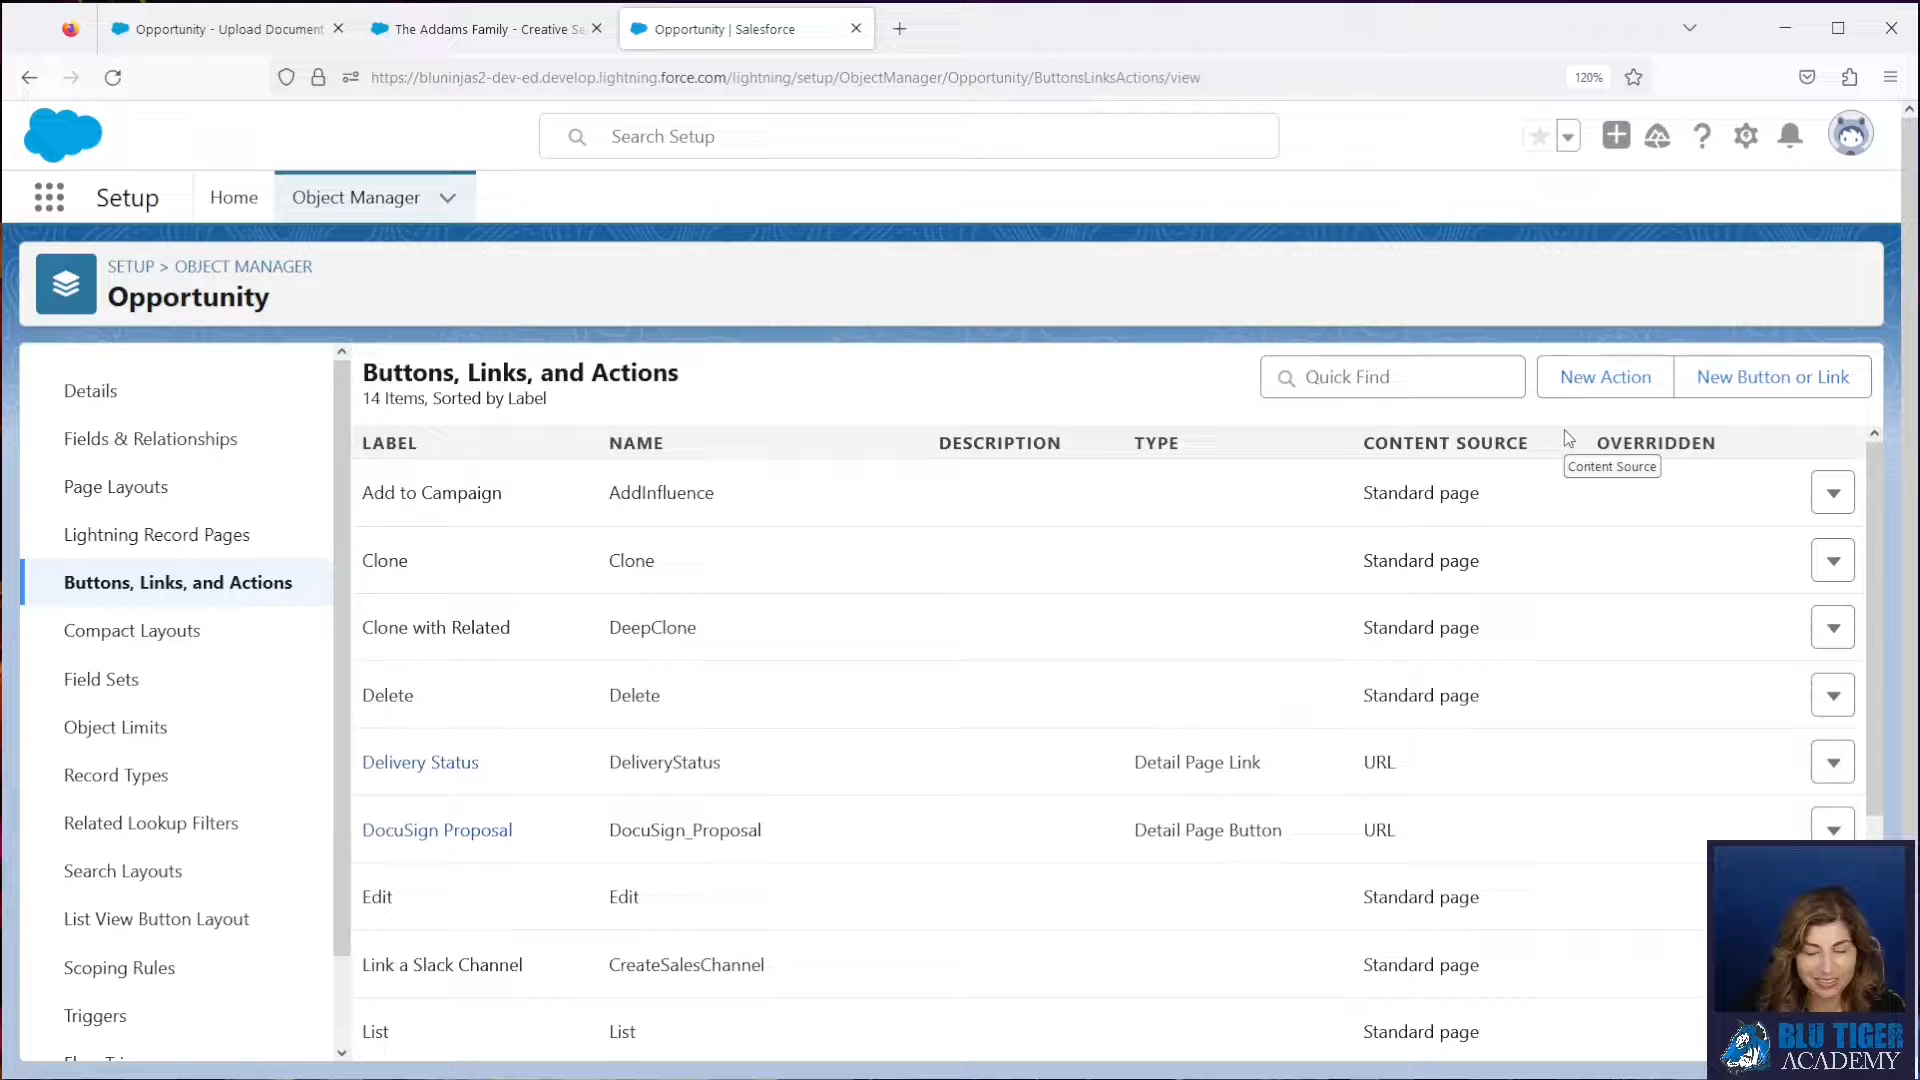 Opportunity - Upload Document
The Addams Family - Creative Se
Opportunity | Salesforce
https://bluninjas2-dev-ed.develop.lightning.force.com/lightning/setup/ObjectManager/Opportunity/ButtonsLinksActions/view
120%
Search Setup
Setup
Home
Object Manager
SETUP > OBJECT MANAGER
Opportunity
Details
Fields & Relationships
Page Layouts
Lightning Record Pages
Buttons, Links, and Actions
Compact Layouts
Field Sets
Object Limits
Record Types
Related Lookup Filters
Search Layouts
List View Button Layout
Scoping Rules
Triggers
Buttons, Links, and Actions
14 Items, Sorted by Label
Quick Find
New Action
New Button or Link
LABEL NAME DESCRIPTION TYPE CONTENT SOURCE OVERRIDDEN
Content Source
Add to Campaign AddInfluence Standard page
Clone Clone Standard page
Clone with Related DeepClone Standard page
Delete Delete Standard page
Delivery Status DeliveryStatus Detail Page Link URL
DocuSign Proposal DocuSign_Proposal Detail Page Button URL
Edit Edit Standard page
Link a Slack Channel CreateSalesChannel Standard page
List List Standard page
BLU TIGER
ACADEMY